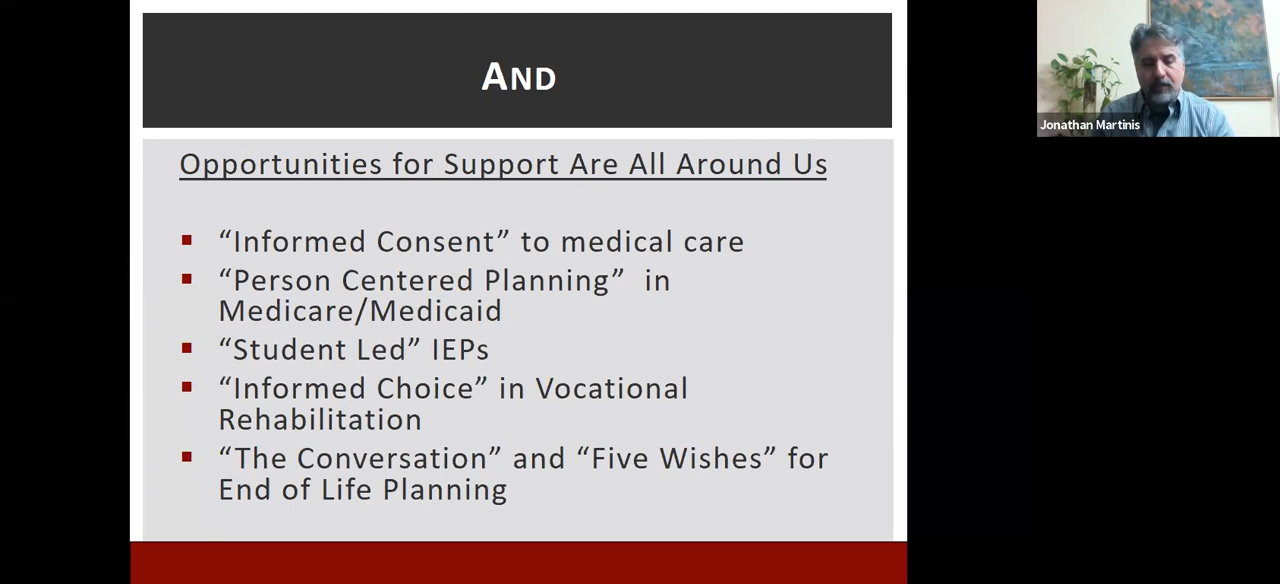 AND
Opportunities for Support Are All Around Us
▪ “Informed Consent” to medical care
▪ “Person Centered Planning”  in
Medicare/Medicaid
▪ “Student Led” IEPs
▪ “Informed Choice” in Vocational
Rehabilitation
▪ “The Conversation” and “Five Wishes” for
End of Life Planning
Jonathan Martinis